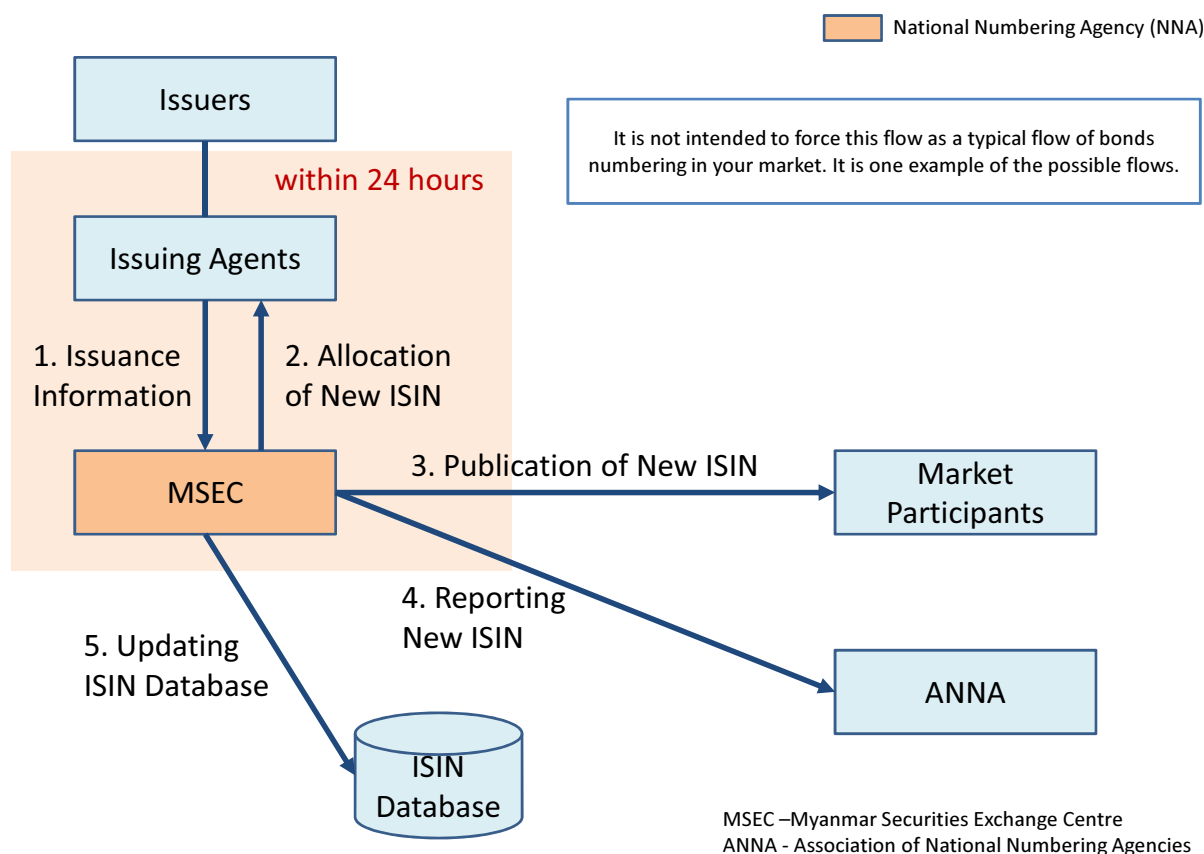 National Numbering Agency (NNA)
Issuers
It is not intended to force this flow as a typical flow of bonds
numbering in your market. It is one example of the possible flows.
within 24 hours
Issuing Agents
1. Issuance
Information
2. Allocation
of New ISIN
MSEC
3. Publication of New ISIN
Market
Participants
4. Reporting
New ISIN
5. Updating
ISIN Database
ANNA
ISIN
Database
MSEC –Myanmar Securities Exchange Centre
ANNA - Association of National Numbering Agencies